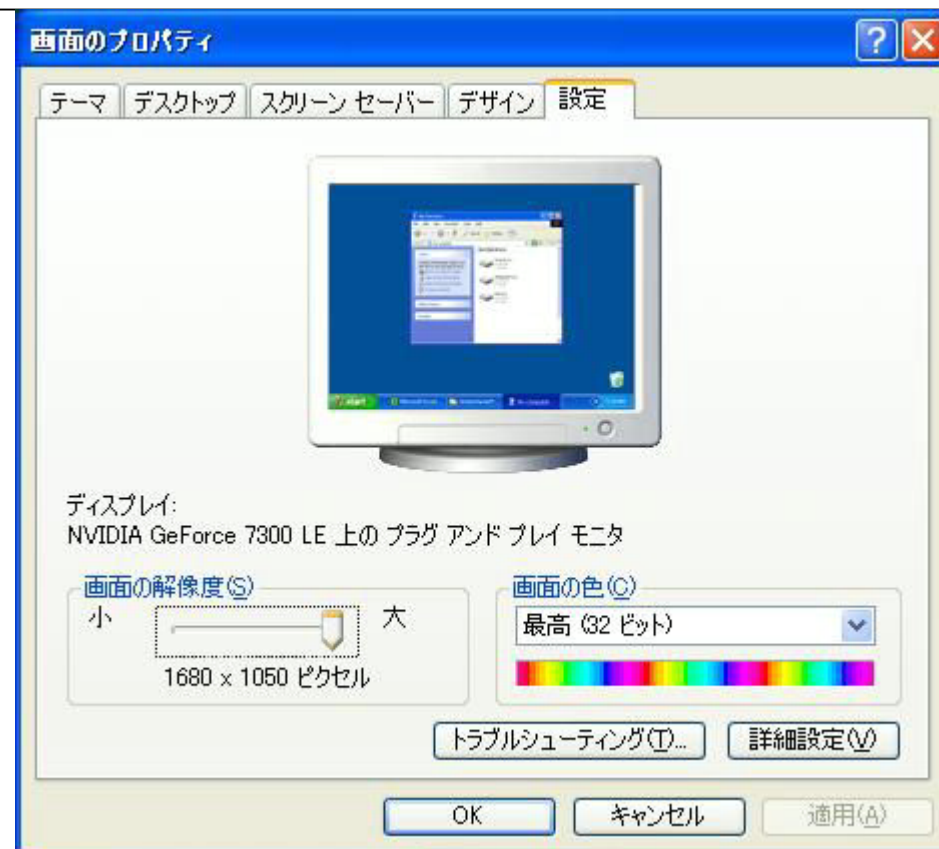 画面のプロパティ
テーマ デスクトップ スクリーン セーバー デザイン 設定
ディスプレイ:
NVIDIA GeForce 7300 LE 上の プラグ アンド プレイ モニタ
画面の解像度(S) 画面の色(C)
小 大 最高 (32 ビット)
1680 x 1050 ピクセル
トラブルシューティング(T)... 詳細設定(V)
OK キャンセル 適用(A)